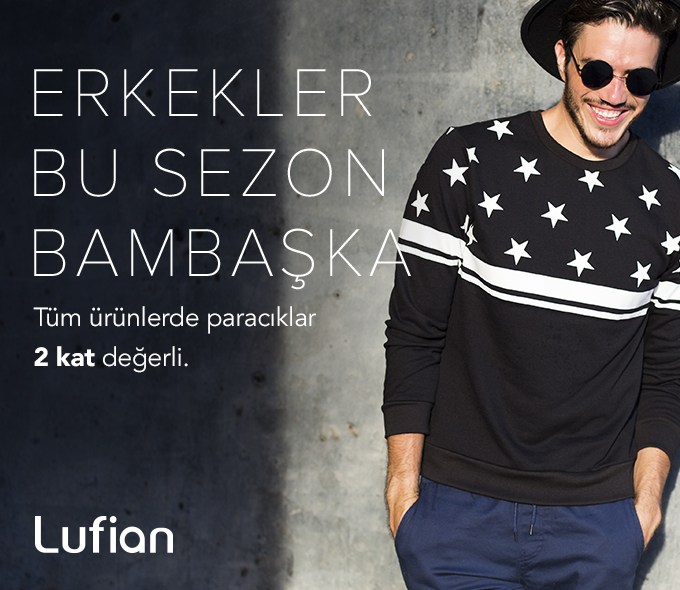 ERKEKLER
BU SEZON
BAMBAŞKA
Tüm ürünlerde paracıklar
2 kat değerli.
Lufian